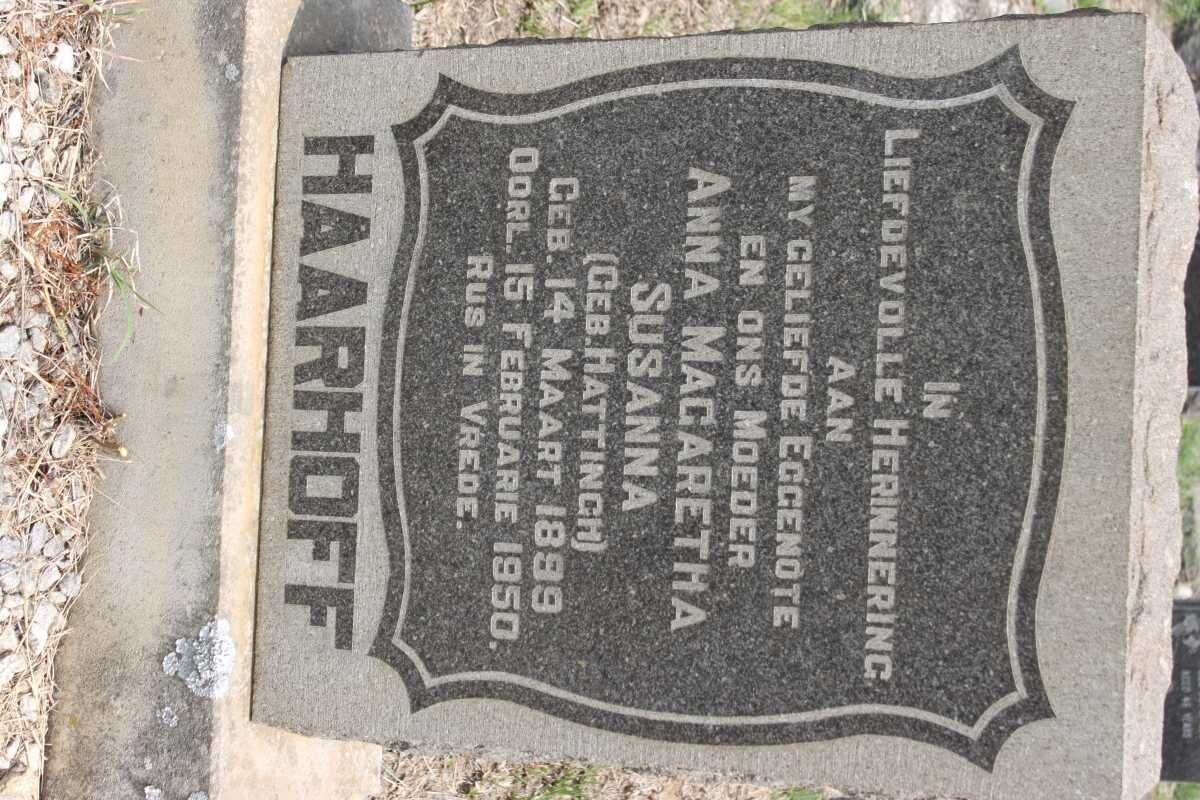 IN
LIEFDEVOLLE HERINNERING
AAN
MY GELIEFDE EGGENOTE
EN ONS MOEDER
ANNA MAGARETHA
SUSANNA
(GEB. HATTINGH)
GEB. 14 MAART 1899
OORL. 15 FEBRUARIE 1950.
RUS IN VREDE.
HAARHOFF